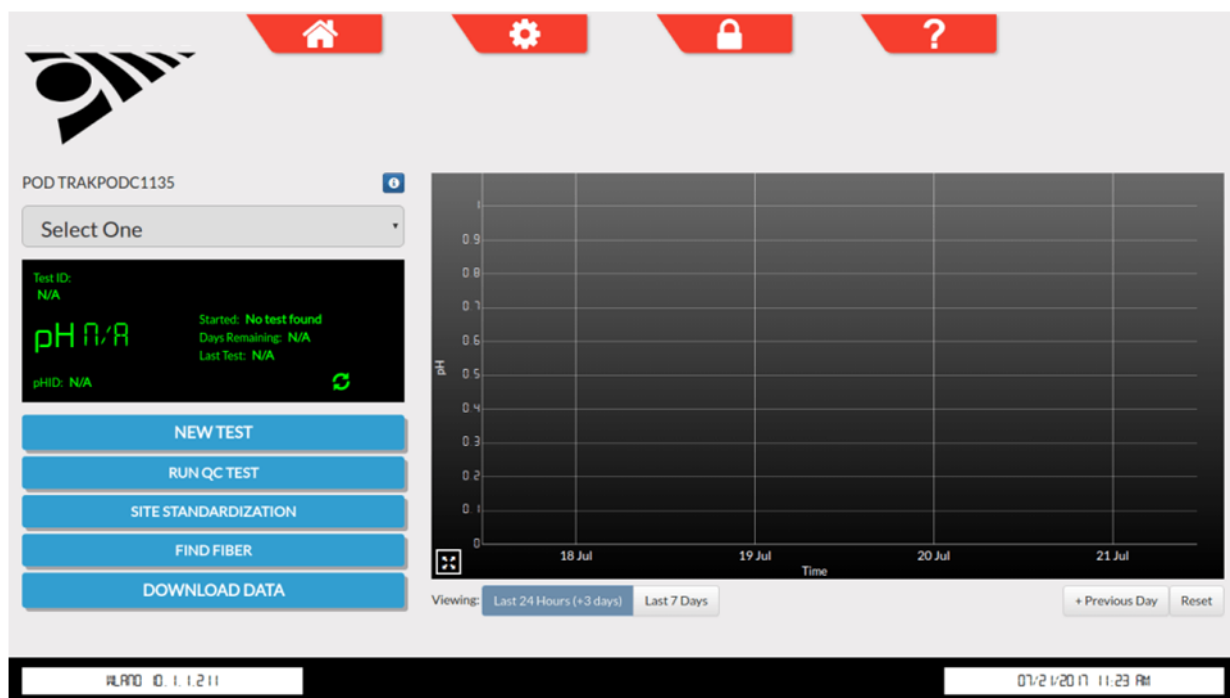 ?
POD TRAKPODC1135
Select One
Test ID:
N/A
pH N/A
Started: No test found
Days Remaining: N/A
Last Test: N/A
pHID: N/A
NEW TEST
RUN QC TEST
SITE STANDARDIZATION
FIND FIBER
DOWNLOAD DATA
pH
1
0.9
0.8
0.7
0.6
0.5
0.4
0.3
0.2
0.1
0
18 Jul
19 Jul
20 Jul
21 Jul
Time
Viewing: Last 24 Hours (+3 days) Last 7 Days
+ Previous Day Reset
WLAN0 10.1.1.211
07/21/2017 11:23 AM